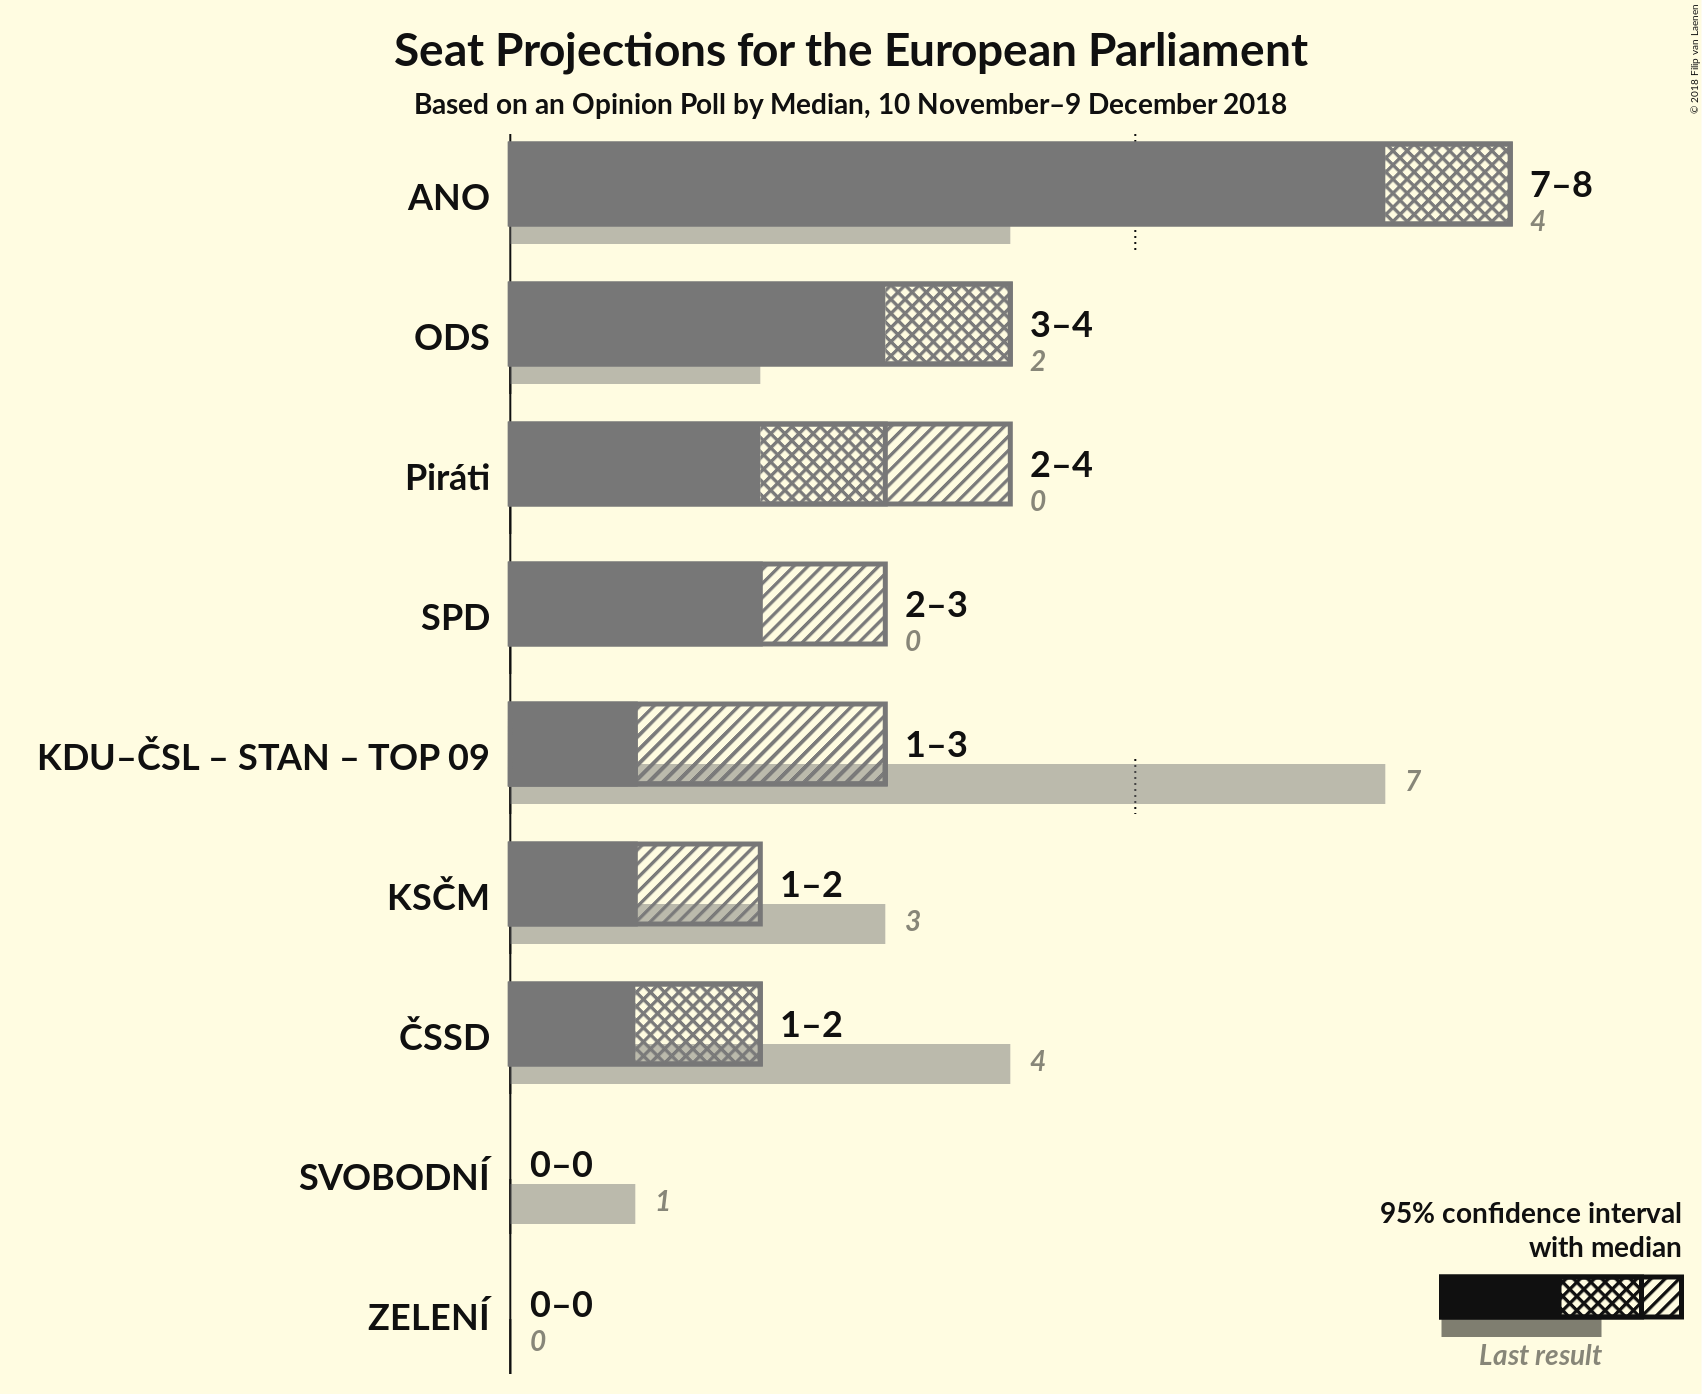 Seat Projections for the European Parliament
Based on an Opinion Poll by Median, 10 November–9 December 2018
© 2018 Filip van Laenen
ANO
7–8
4
ODS
3–4
2
Piráti
2–4
0
SPD
2–3
0
KDU–ČSL – STAN – TOP 09
1–3
7
KSČM
1–2
3
ČSSD
1–2
4
SVOBODNÍ
0–0
1
ZELENÍ
0–0
0
95% confidence interval
with median
Last result